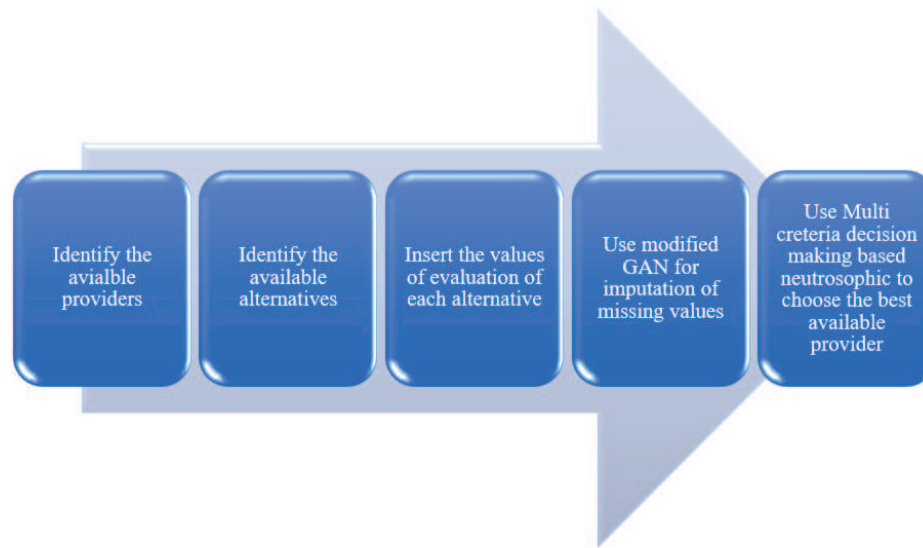 Identify the
avialble
providers
Identify the
available
alternatives
Insert the values
of evaluation of
each alternative
Use modified
GAN for
imputation of
missing values
Use Multi
creteria decision
making based
neutrosophic to
choose the best
available
provider